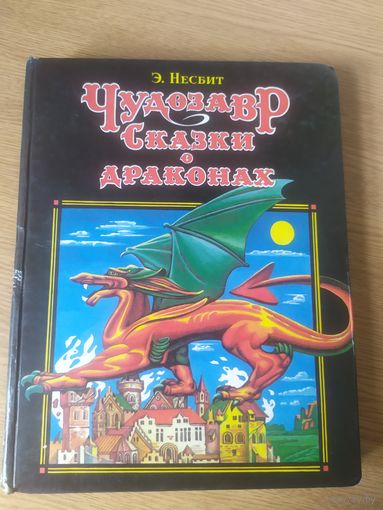 Э. Несбит
Чудозавр
Сказки
о
драконах